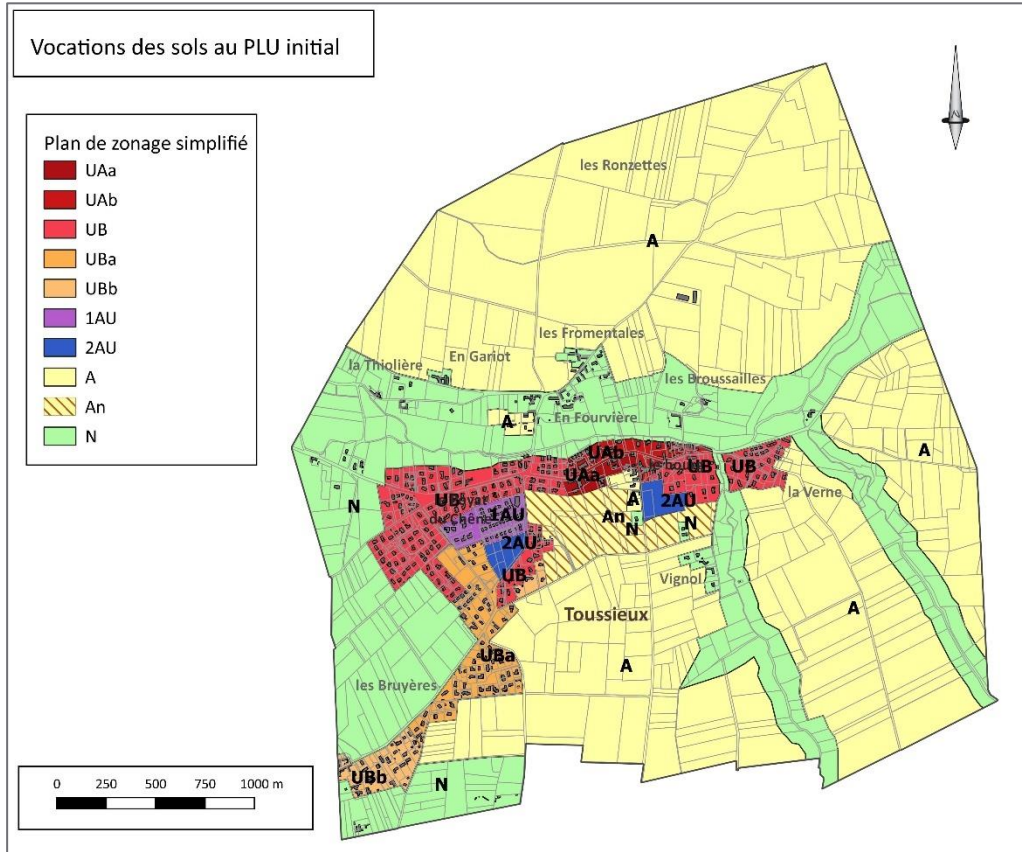 Vocations des sols au PLU initial
Plan de zonage simplifié
UAa
UAb
UB
UBa
UBb
1AU
2AU
A
An
N
0 250 500 750 1000 m
les Ronzettes
A
les Fromentales
la Thiolière
En Gariot
les Broussailles
A
En Fourvière
A
UAb
UAa
UB
UB
N
UB
la Verne
2AU
1AU
A
du Chêne
An
N
N
2AU
UB
Vignol
Toussieux
A
UBa
A
les Bruyères
UBb
N